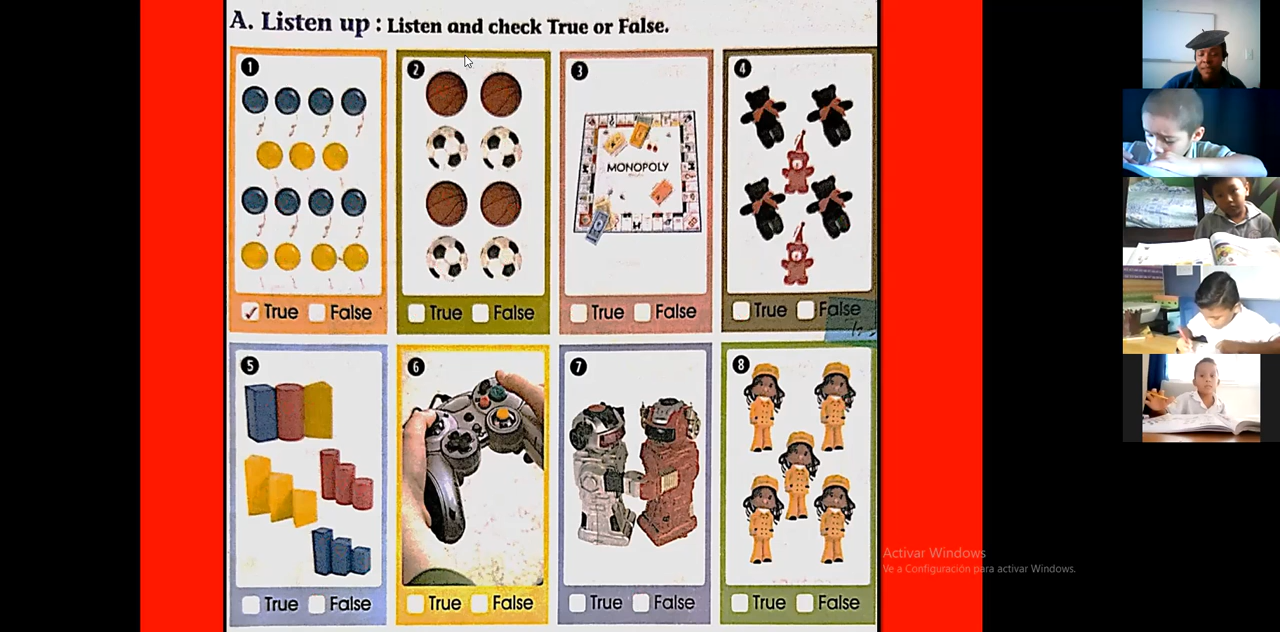 A. Listen up : Listen and check True or False.
1
2
3
4
MONOPOLY
True False
True False
True False
True False
5
6
7
8
True False
True False
True False
True False
Activar Windows
Ve a Configuración para activar Windows.